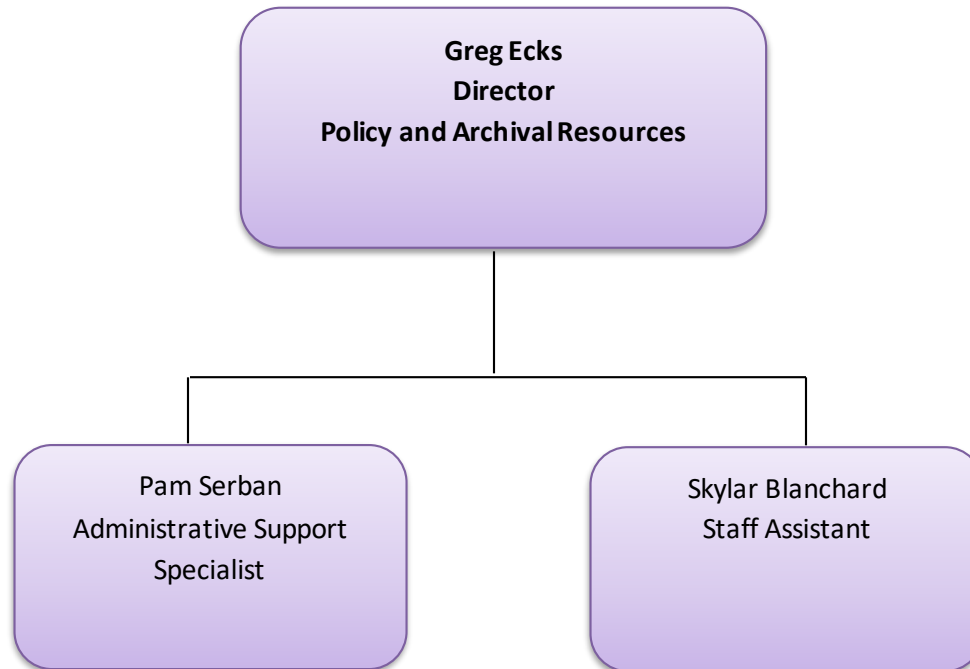 Greg Ecks
Director
Policy and Archival Resources
Pam Serban
Administrative Support
Specialist
Skylar Blanchard
Staff Assistant